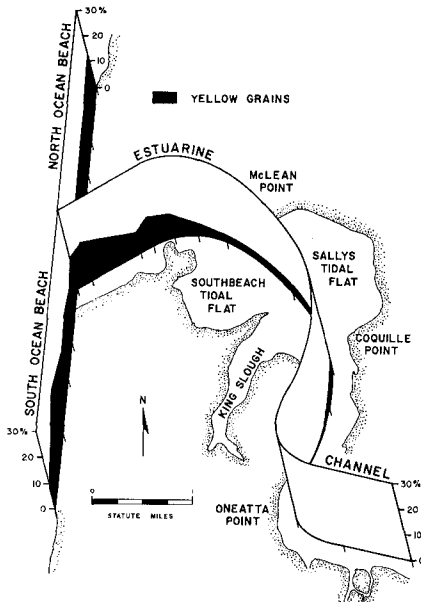 30%
20
10
0
NORTH OCEAN BEACH
YELLOW GRAINS
ESTUARINE
McLEAN
POINT
SALLYS
TIDAL
FLAT
SOUTHBEACH
TIDAL
FLAT
COQUILLE
POINT
KING SLOUGH
SOUTH OCEAN BEACH
30%
20
10
0
N
0
1
STATUTE MILES
ONEATTA
POINT
CHANNEL
30%
20
10
0